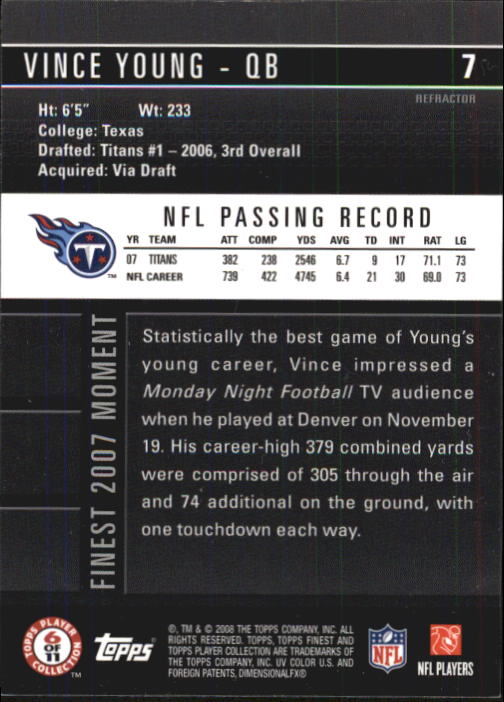 VINCE YOUNG - QB 7
REFRACTOR
Ht: 6'5" Wt: 233
College: Texas
Drafted: Titans #1 – 2006, 3rd Overall
Acquired: Via Draft
NFL PASSING RECORD
YR TEAM ATT COMP YDS AVG TD INT RAT LG
07 TITANS 382 238 2546 6.7 9 17 71.1 73
NFL CAREER 739 422 4745 6.4 21 30 69.0 73
T
TM
FINEST 2007 MOMENT
Statistically the best game of Young's
young career, Vince impressed a
Monday Night Football TV audience
when he played at Denver on November
19. His career-high 379 combined yards
were comprised of 305 through the air
and 74 additional on the ground, with
one touchdown each way.
TOPPS PLAYER
6
OF
11
COLLECTION
TM
Topps
®, TM & © 2008 THE TOPPS COMPANY, INC. ALL
RIGHTS RESERVED. TOPPS, TOPPS FINEST AND
TOPPS PLAYER COLLECTION ARE TRADEMARKS OF
THE TOPPS COMPANY, INC. UV COLOR U.S. AND
FOREIGN PATENTS, DIMENSIONALFX®
NFL
NFL PLAYERS